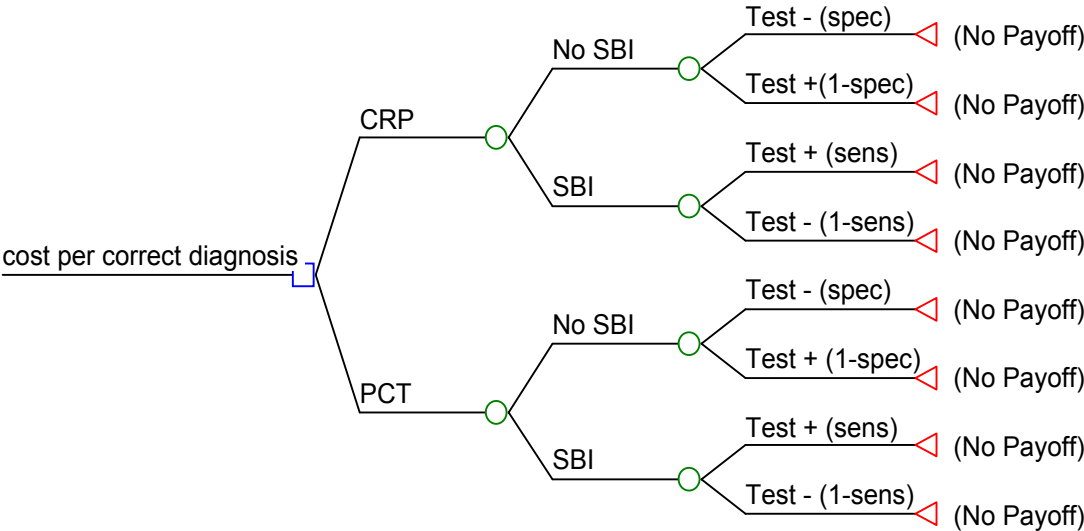 Test - (spec)
(No Payoff)
No SBI
Test +(1-spec)
(No Payoff)
CRP
Test + (sens)
(No Payoff)
SBI
Test - (1-sens)
(No Payoff)
cost per correct diagnosis
Test - (spec)
(No Payoff)
No SBI
Test + (1-spec)
(No Payoff)
PCT
Test + (sens)
(No Payoff)
SBI
Test - (1-sens)
(No Payoff)